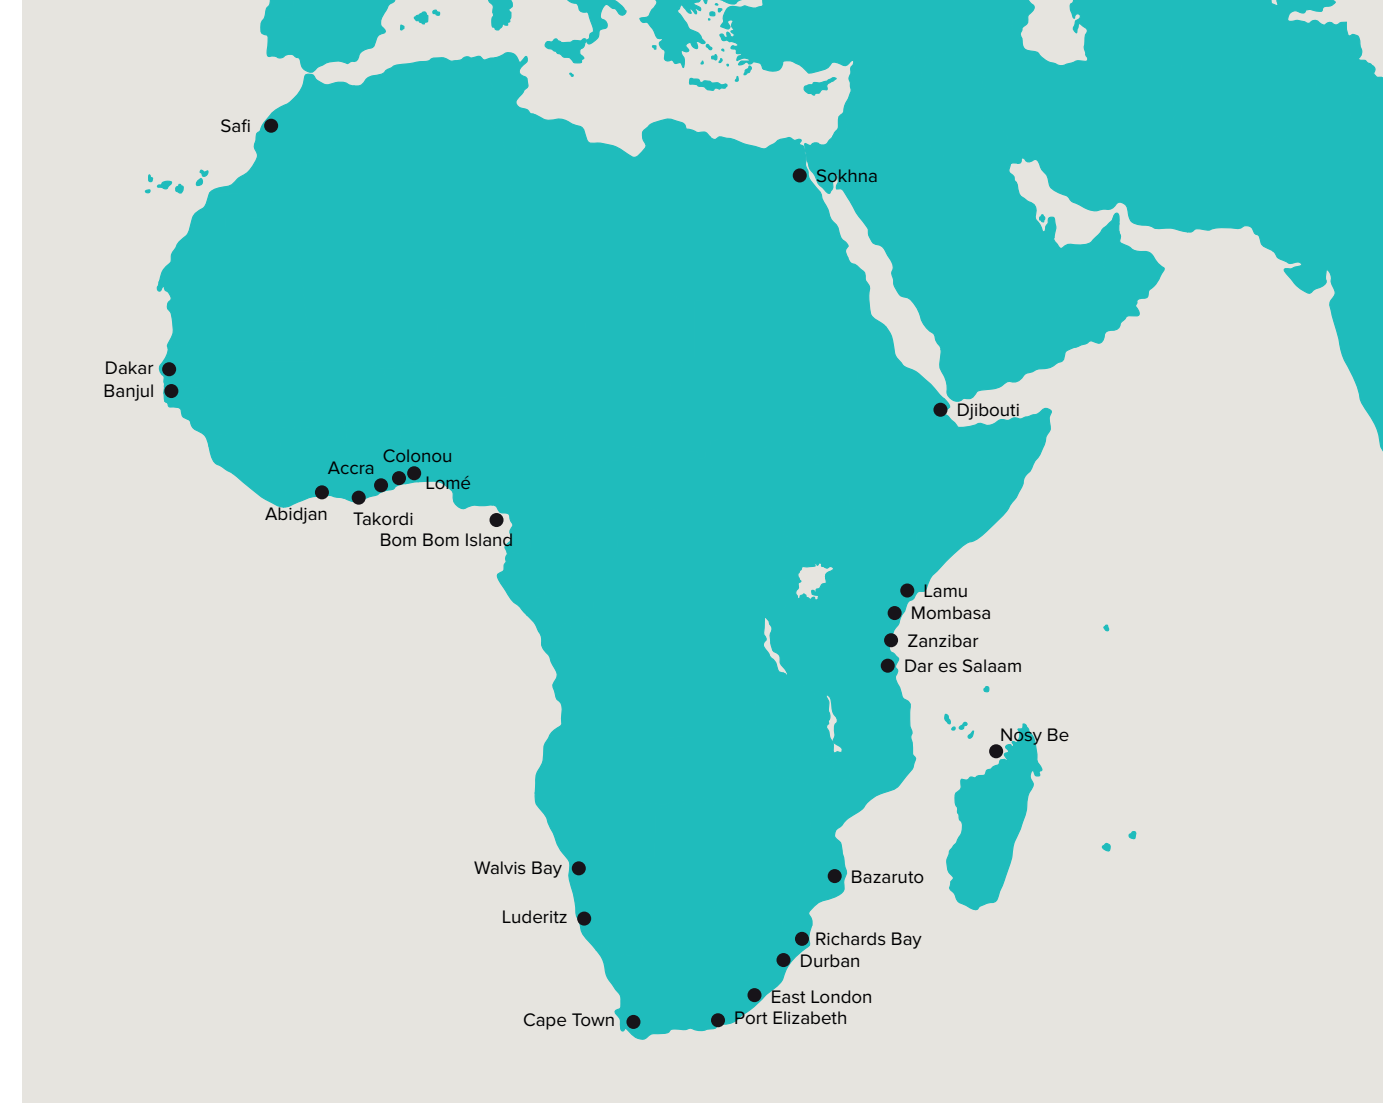 Safi
Sokhna
Dakar
Banjul
Djibouti
Colonou
Accra
Lomé
Abidjan
Takordi
Bom Bom Island
Lamu
Mombasa
Zanzibar
Dar es Salaam
Nosy Be
Walvis Bay
Bazaruto
Luderitz
Richards Bay
Durban
East London
Cape Town
Port Elizabeth